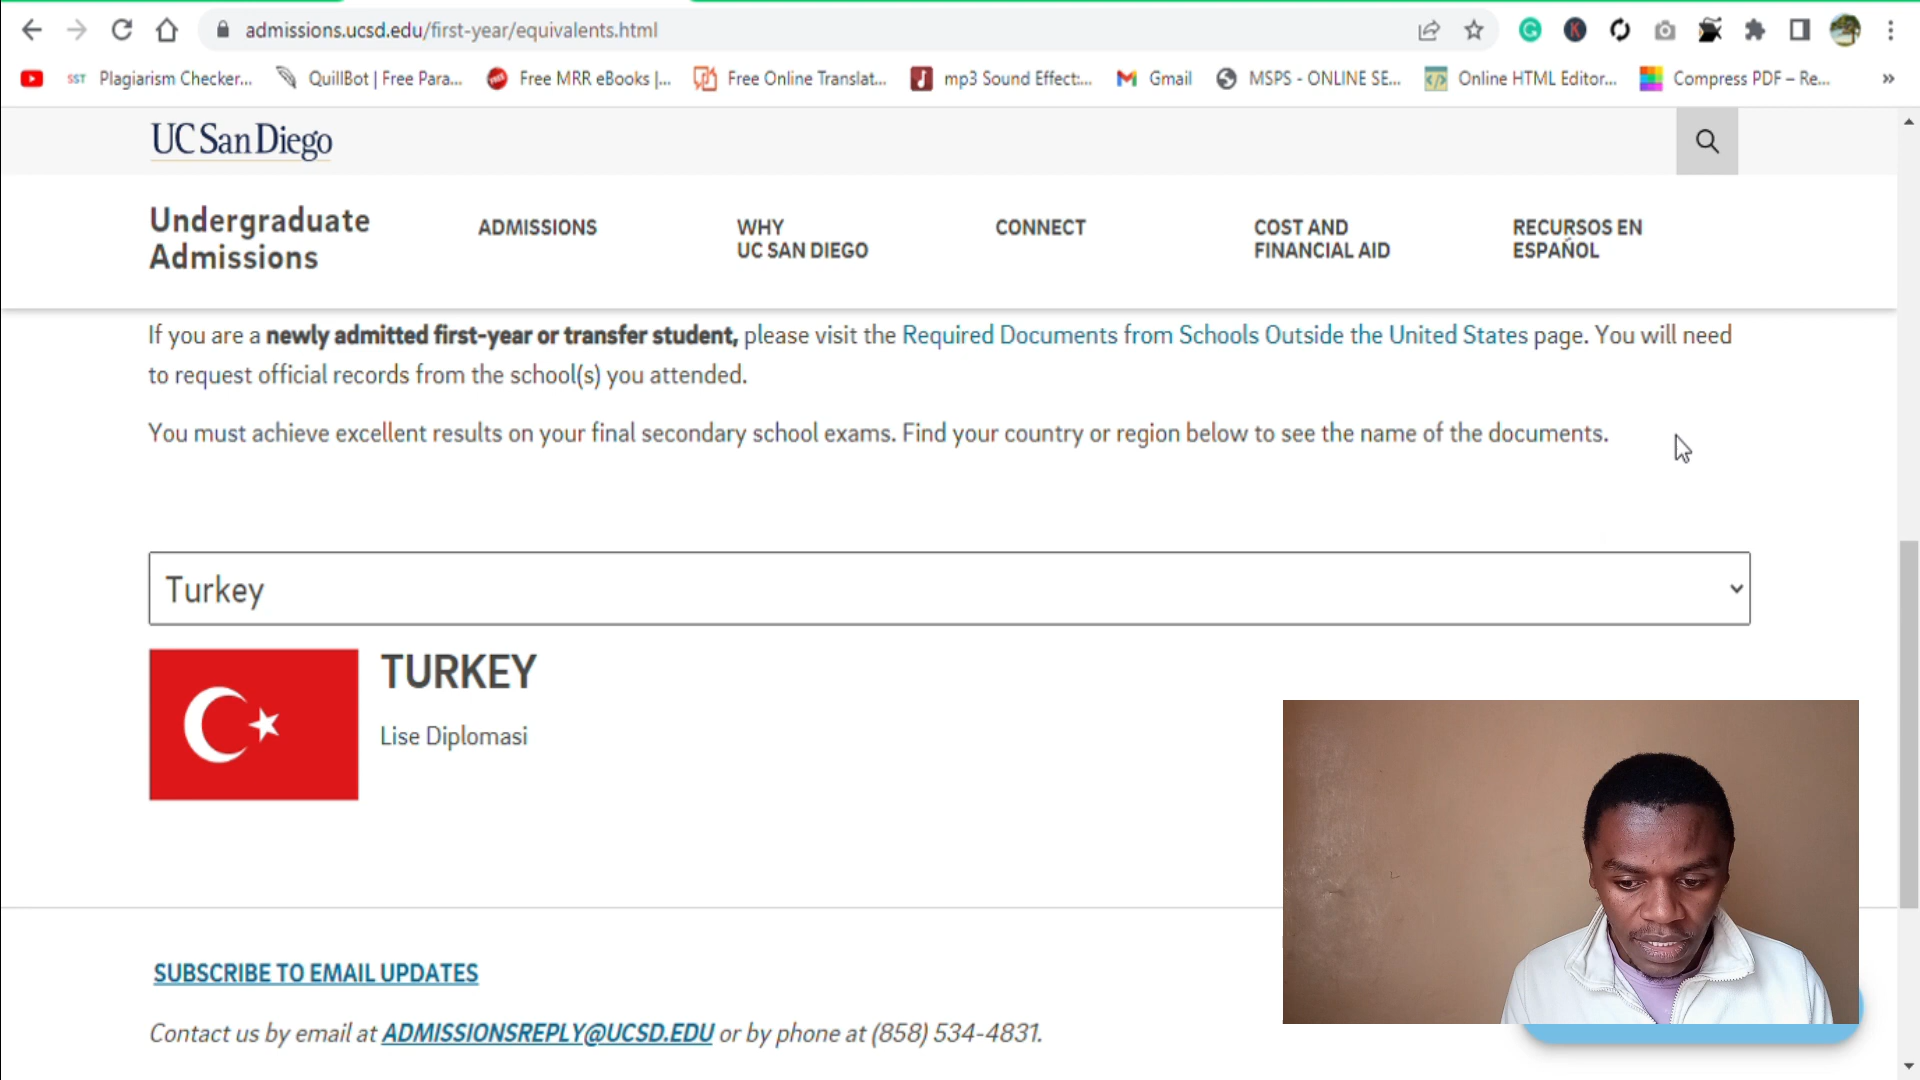 admissions.ucsd.edu/first-year/equivalents.html
SST Plagiarism Checker... QuillBot | Free Para... Free MRR eBooks |... Free Online Translat... mp3 Sound Effect:... Gmail MSPS - ONLINE SE... Online HTML Editor... Compress PDF – Re... »
UC San Diego
Undergraduate
Admissions
ADMISSIONS
WHY
UC SAN DIEGO
CONNECT
COST AND
FINANCIAL AID
RECURSOS EN
ESPAÑOL
If you are a newly admitted first-year or transfer student, please visit the Required Documents from Schools Outside the United States page. You will need
to request official records from the school(s) you attended.
You must achieve excellent results on your final secondary school exams. Find your country or region below to see the name of the documents.
Turkey
TURKEY
Lise Diplomasi
SUBSCRIBE TO EMAIL UPDATES
Contact us by email at ADMISSIONSREPLY@UCSD.EDU or by phone at (858) 534-4831.